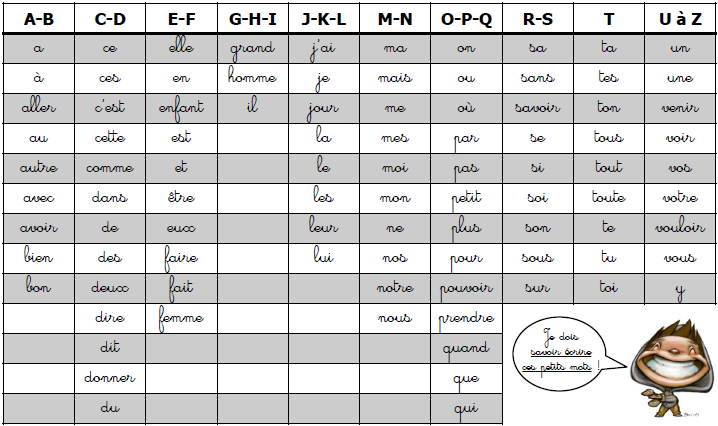 A-B C-D E-F G-H-I J-K-L M-N O-P-Q R-S T U à Z
a ce elle grand j'ai ma on sa ta un
à ces en homme je mais ou sans tes une
aller c'est enfant il jour me où savoir ton venir
au cette est la mes par se tous voir
autre comme et le moi pas si tout vos
avec dans être les mon petit soi toute votre
avoir de eux leur ne plus son te vouloir
bien des faire lui nos pour sous tu vous
bon deux fait notre pouvoir sur toi y
dire femme nous prendre
dit quand
donner que
du qui
Je dois
savoir écrire
ces petits mots !